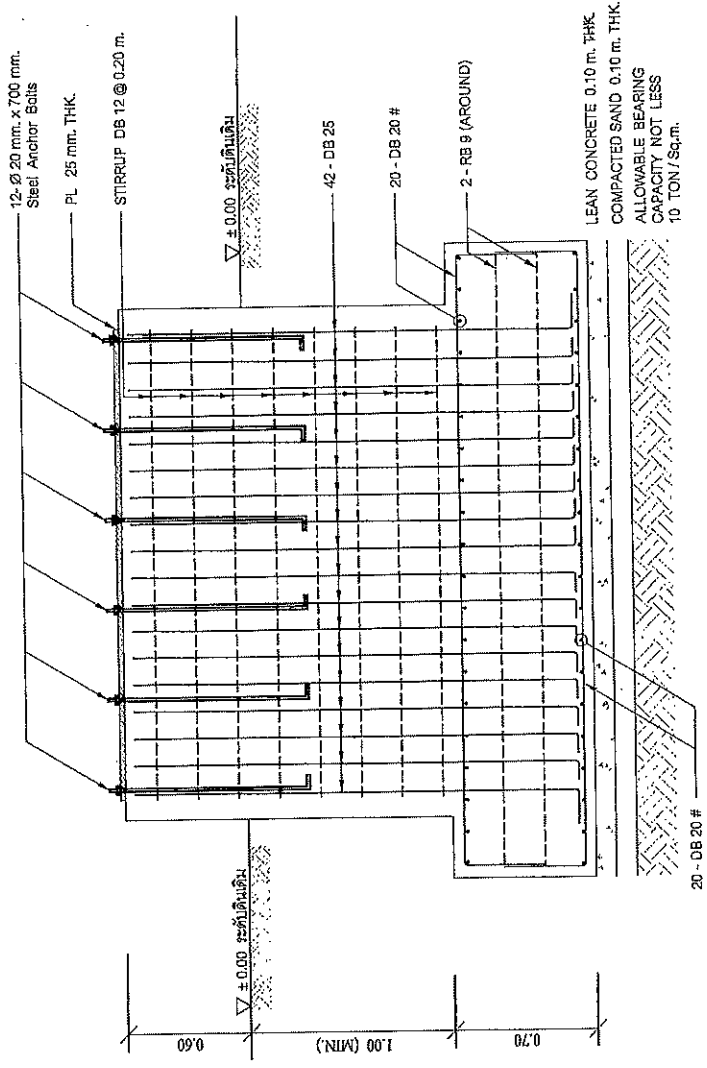 12- Ø 20 mm. x 700 mm.
Steel Anchor Bolts
PL 25 mm. THK.
STIRRUP DB 12 @ 0.20 m.
± 0.00 ระดับดินเดิม
42 - DB 25
20 - DB 20 #
2 - RB 9 (AROUND)
LEAN CONCRETE 0.10 m. THK.
COMPACTED SAND 0.10 m. THK.
ALLOWABLE BEARING
CAPACITY NOT LESS
10 TON / Sq.m.
± 0.00 ระดับดินเดิม
20 - DB 20 #
0.60
1.00 (MIN.)
0.70